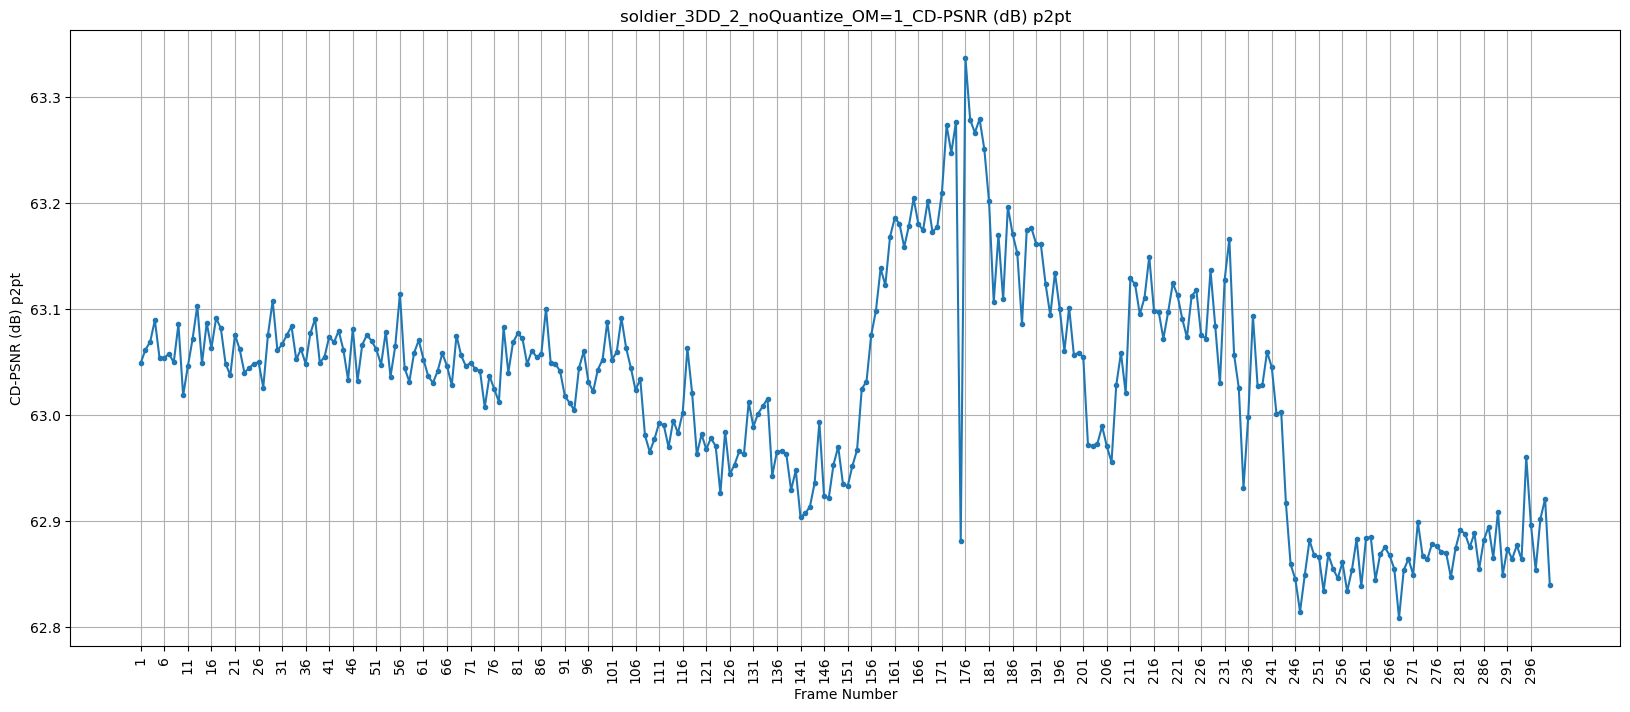 soldier_3DD_2_noQuantize_OM=1_CD-PSNR (dB) p2pt
CD-PSNR (dB) p2pt
63.3
63.2
63.1
63.0
62.9
62.8
1 6 11 16 21 26 31 36 41 46 51 56 61 66 71 76 81 86 91 96 101 106 111 116 121 126 131 136 141 146 151 156 161 166 171 176 181 186 191 196 201 206 211 216 221 226 231 236 241 246 251 256 261 266 271 276 281 286 291 296
Frame Number